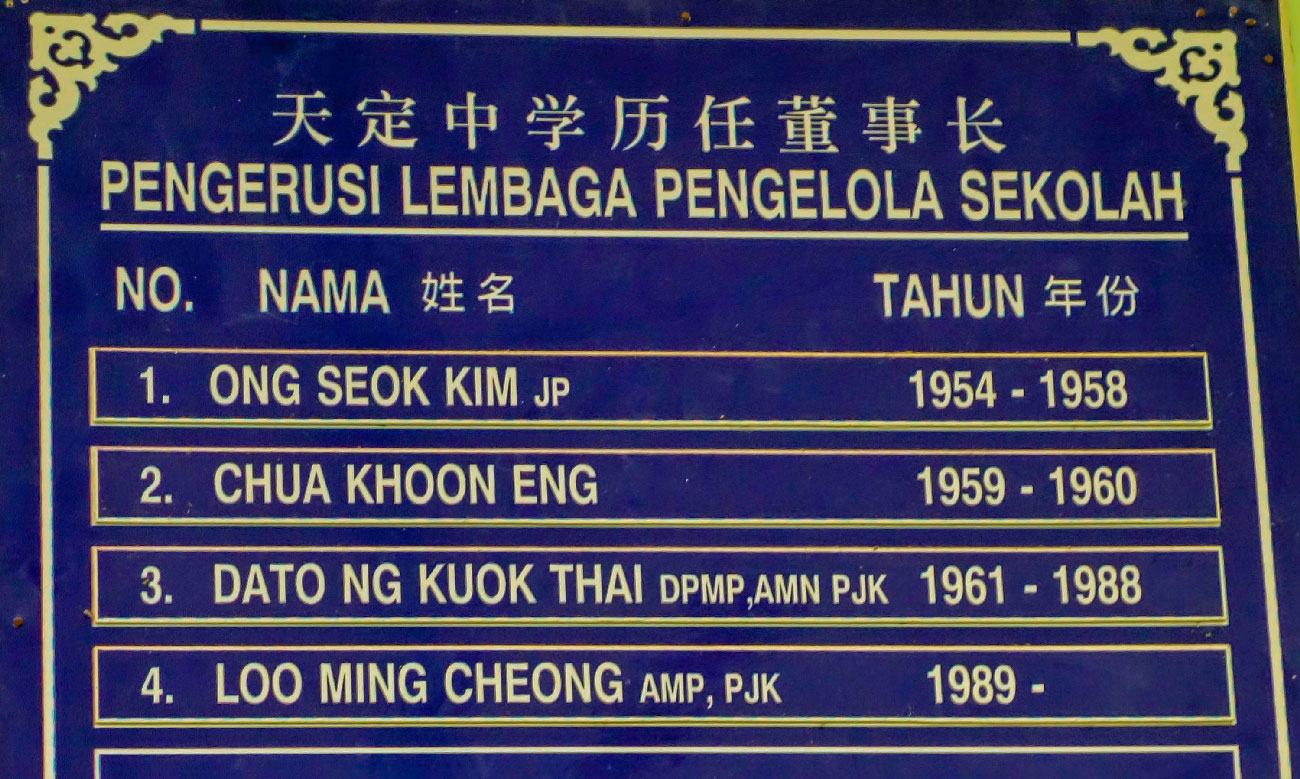 天定中学历任董事长
PENGERUSI LEMBAGA PENGELOLA SEKOLAH
NO. NAMA 姓名 TAHUN 年份
1. ONG SEOK KIM JP 1954 - 1958
2. CHUA KHOON ENG 1959 - 1960
3. DATO NG KUOK THAI DPMP,AMN PJK 1961 - 1988
4. LOO MING CHEONG AMP, PJK 1989 -